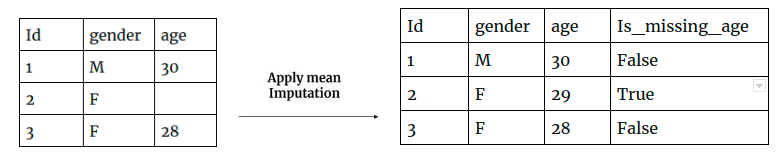 Id gender age
1 M 30
2 F
3 F 28
Apply mean
Imputation
Id gender age Is_missing_age
1 M 30 False
2 F 29 True
3 F 28 False